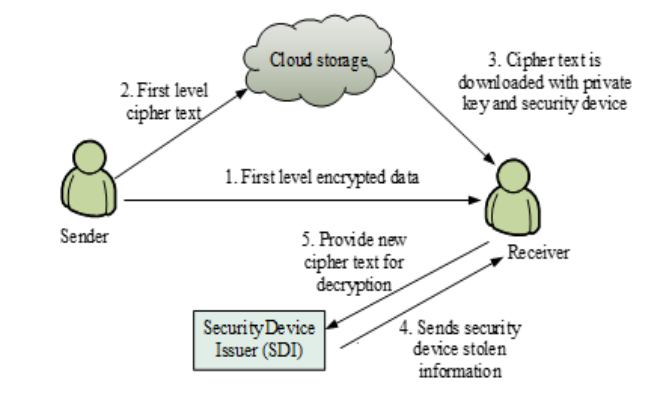 Cloud storage
3. Cipher text is
downloaded with private
key and security device
2. First level
cipher text
1. First level encrypted data
Sender
Receiver
5. Provide new
cipher text for
decryption
Security Device
Issuer (SDI)
4. Sends security
device stolen
information